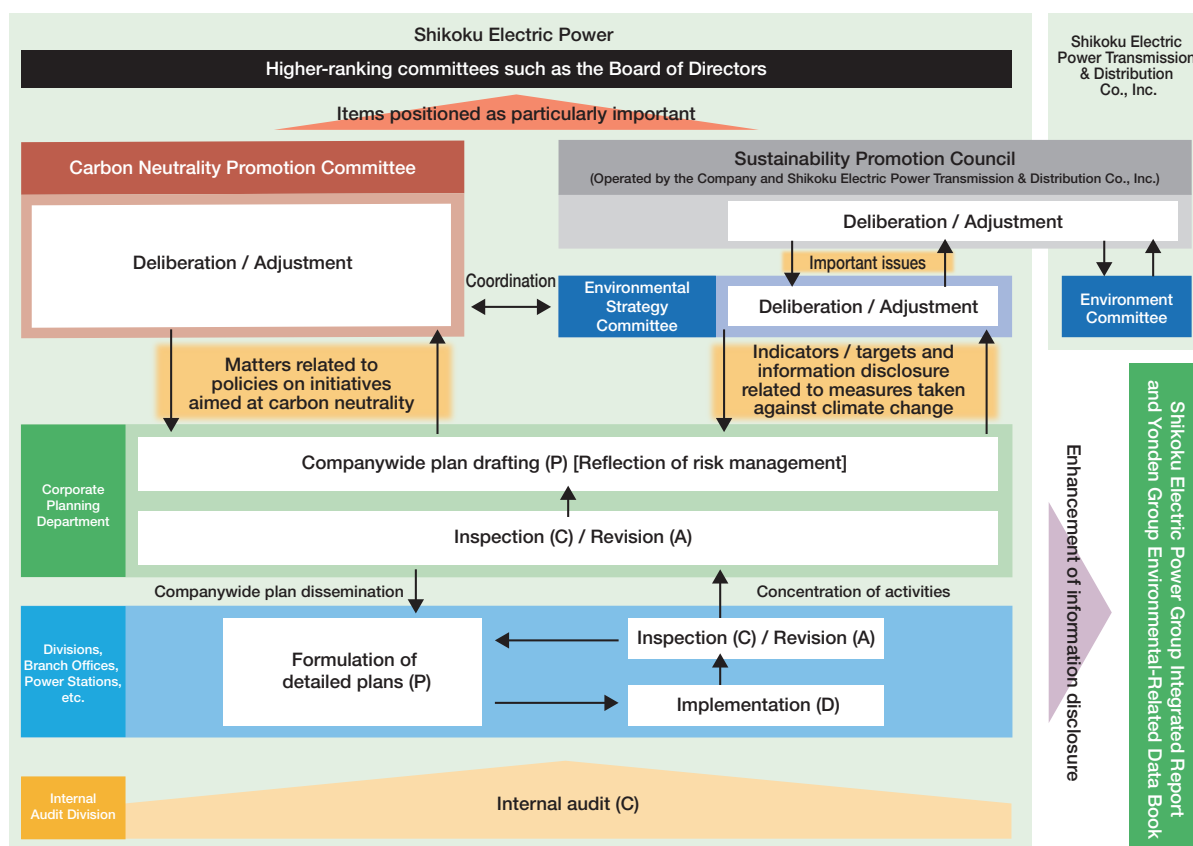 Shikoku Electric Power
Higher-ranking committees such as the Board of Directors
Items positioned as particularly important
Shikoku Electric
Power Transmission
& Distribution
Co., Inc.
Carbon Neutrality Promotion Committee
Deliberation / Adjustment
Sustainability Promotion Council
(Operated by the Company and Shikoku Electric Power Transmission & Distribution Co., Inc.)
Deliberation / Adjustment
Important issues
Coordination
Environmental
Strategy
Committee
Deliberation / Adjustment
Environment
Committee
Matters related to
policies on initiatives
aimed at carbon neutrality
Indicators / targets and
information disclosure
related to measures taken
against climate change
Corporate
Planning
Department
Companywide plan drafting (P) [Reflection of risk management]
Inspection (C) / Revision (A)
Companywide plan dissemination
Concentration of activities
Divisions,
Branch Offices,
Power Stations,
etc.
Formulation of
detailed plans (P)
Inspection (C) / Revision (A)
Implementation (D)
Internal
Audit Division
Internal audit (C)
Enhancement of information disclosure
Shikoku Electric Power Group Integrated Report
and Yonden Group Environmental-Related Data Book